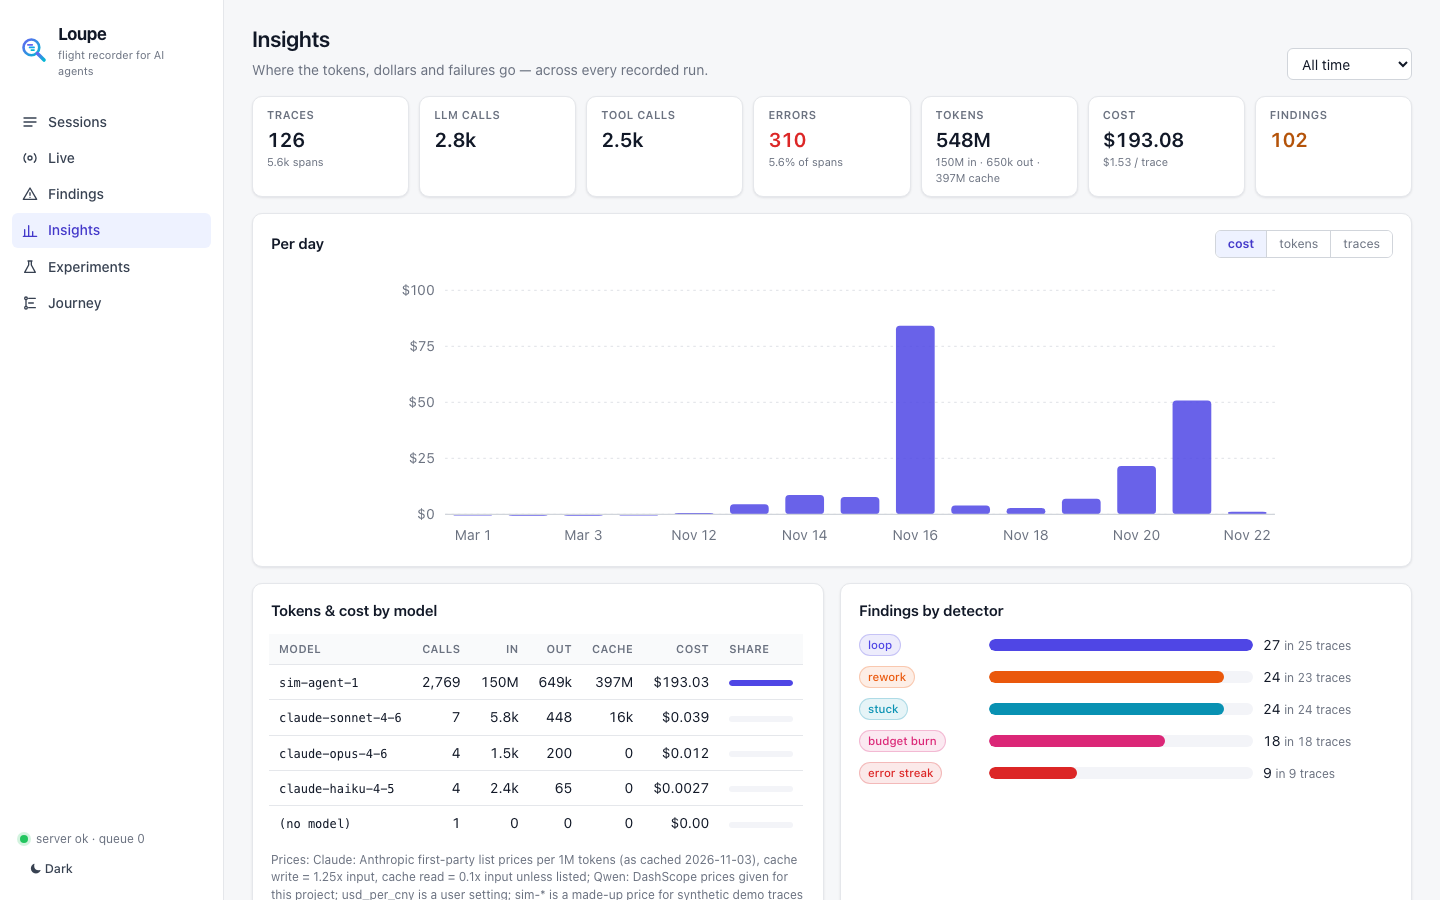 Loupe
flight recorder for AI
agents
Sessions
Live
Findings
Insights
Experiments
Journey
server ok · queue 0
Dark
Insights
Where the tokens, dollars and failures go — across every recorded run.
All time
TRACES
126
5.6k spans
LLM CALLS
2.8k
TOOL CALLS
2.5k
ERRORS
310
5.6% of spans
TOKENS
548M
150M in · 650k out ·
397M cache
COST
$193.08
$1.53 / trace
FINDINGS
102
Per day
cost tokens traces
$100
$75
$50
$25
$0
Mar 1 Mar 3 Nov 12 Nov 14 Nov 16 Nov 18 Nov 20 Nov 22
Tokens & cost by model
MODEL CALLS IN OUT CACHE COST SHARE
sim-agent-1 2,769 150M 649k 397M $193.03
claude-sonnet-4-6 7 5.8k 448 16k $0.039
claude-opus-4-6 4 1.5k 200 0 $0.012
claude-haiku-4-5 4 2.4k 65 0 $0.0027
(no model) 1 0 0 0 $0.00
Prices: Claude: Anthropic first-party list prices per 1M tokens (as cached 2026-11-03), cache
write = 1.25x input, cache read = 0.1x input unless listed; Qwen: DashScope prices given for
this project; usd_per_cny is a user setting; sim-* is a made-up price for synthetic demo traces
Findings by detector
loop 27 in 25 traces
rework 24 in 23 traces
stuck 24 in 24 traces
budget burn 18 in 18 traces
error streak 9 in 9 traces